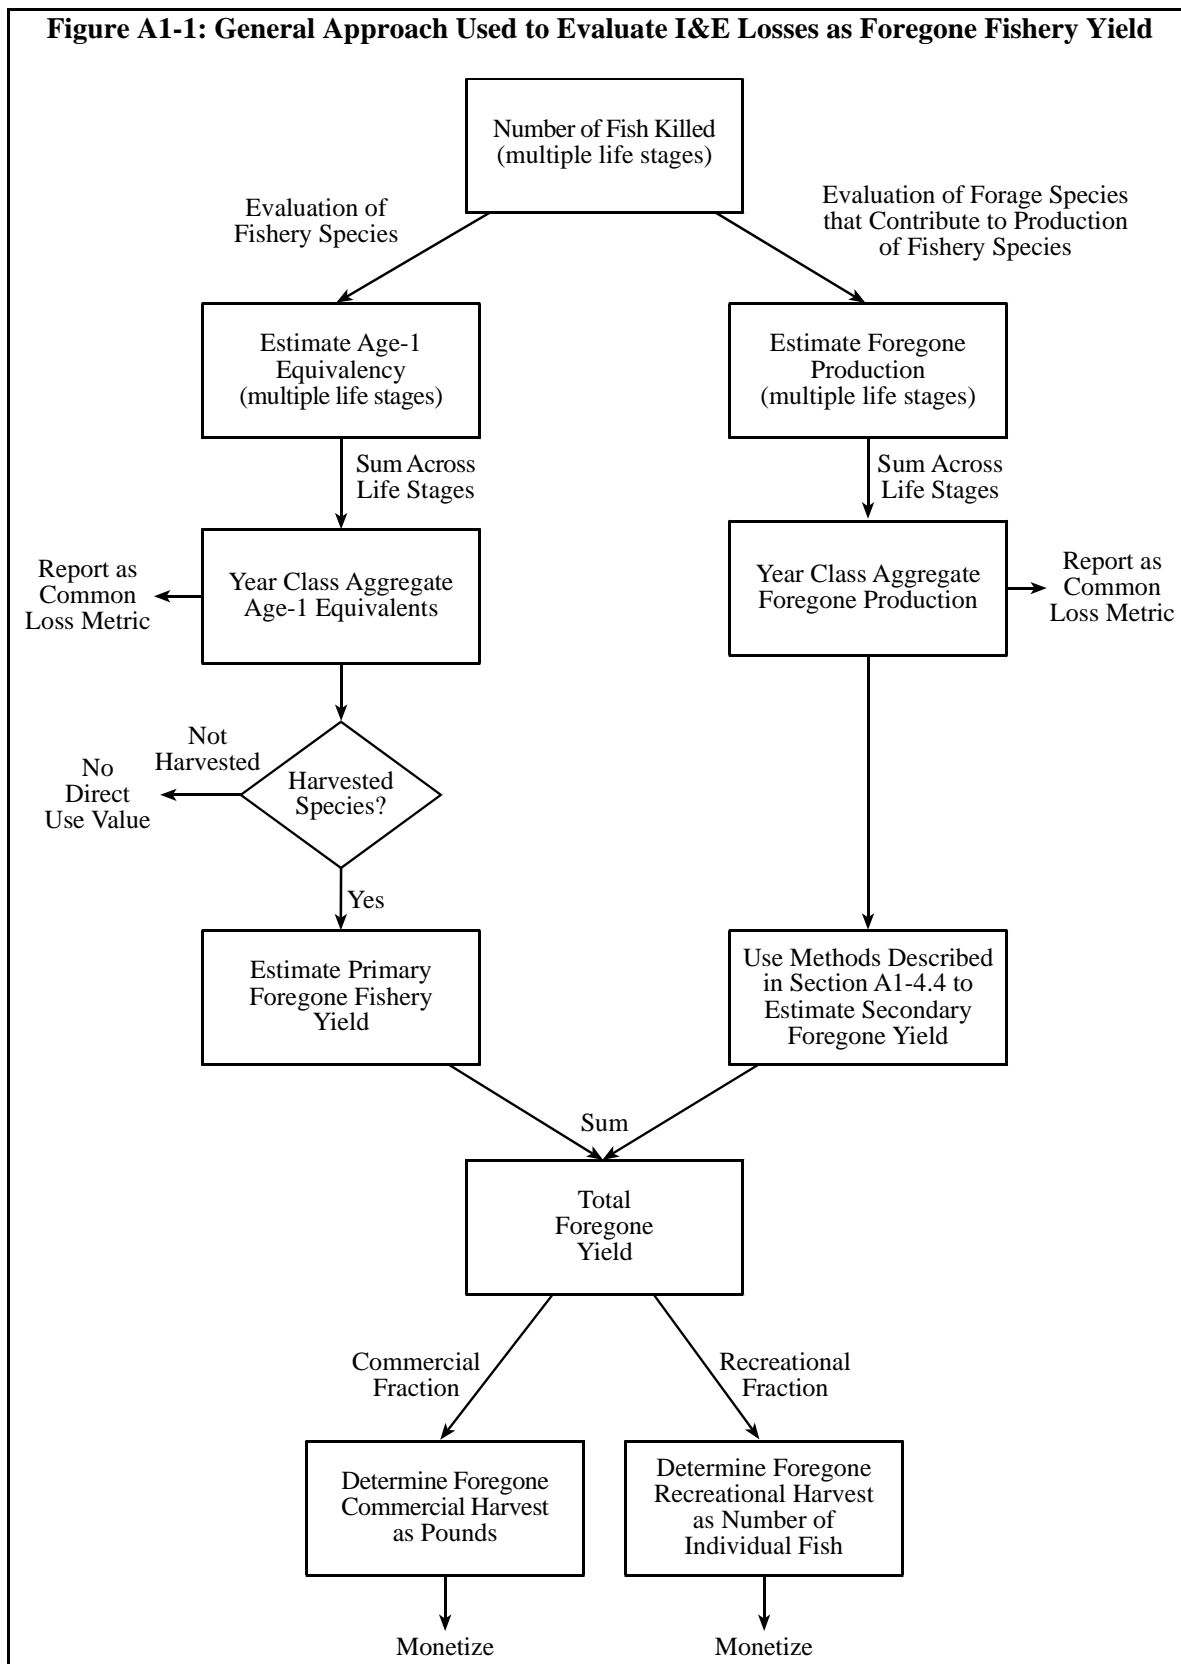 Figure A1-1: General Approach Used to Evaluate I&E Losses as Foregone Fishery Yield
Number of Fish Killed
(multiple life stages)
Evaluation of
Fishery Species
Evaluation of Forage Species
that Contribute to Production
of Fishery Species
Estimate Age-1
Equivalency
(multiple life stages)
Estimate Foregone
Production
(multiple life stages)
Sum Across
Life Stages
Sum Across
Life Stages
Report as
Common
Loss Metric
Year Class Aggregate
Age-1 Equivalents
Year Class Aggregate
Foregone Production
Report as
Common
Loss Metric
Not
Harvested
No
Direct
Use Value
Harvested
Species?
Yes
Estimate Primary
Foregone Fishery
Yield
Use Methods Described
in Section A1-4.4 to
Estimate Secondary
Foregone Yield
Sum
Total
Foregone
Yield
Commercial
Fraction
Recreational
Fraction
Determine Foregone
Commercial Harvest
as Pounds
Determine Foregone
Recreational Harvest
as Number of
Individual Fish
Monetize
Monetize